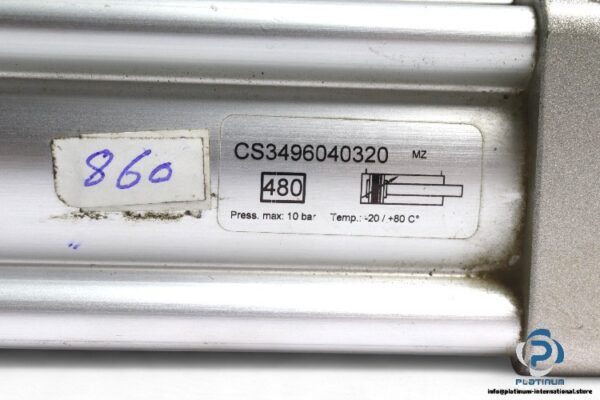 860
CS3496040320 MZ
480
Press. max: 10 bar Temp.: -20 / +80 C°
PLATINUM
info@platinum-international.store